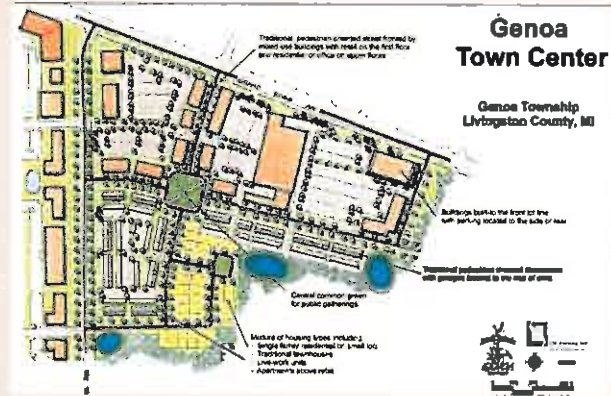 Genoa
Town Center
Genoa Township
Livingston County, MI
Traditional, pedestrian oriented street fronted by
mixed use buildings with retail on the first floor
and residential or office on upper floors
Buildings built to the front lot line
with parking located to the side or rear
Traditional pedestrian oriented
with garages located to the rear of
Central common green
for public gatherings
Mixture of housing types including:
- Single family residential on small lots
- Traditional townhouses
- Live-work units
- Apartments above retail